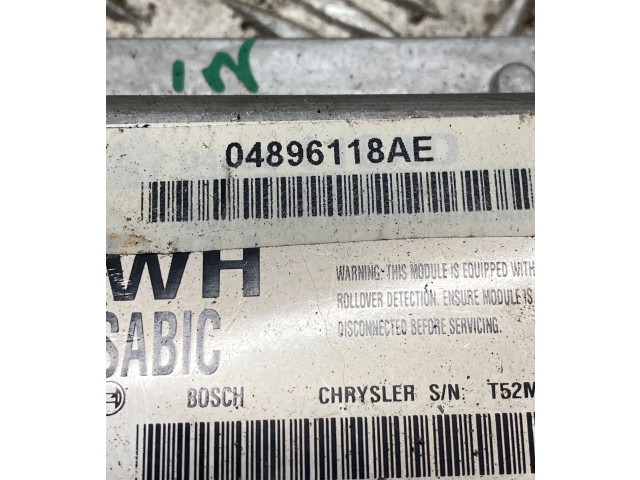 04896118AE
WH
WARNING: THIS MODULE IS EQUIPPED WITH
ROLLOVER DETECTION. ENSURE MODULE IS
DISCONNECTED BEFORE SERVICING.
SABIC
BOSCH CHRYSLER S/N: T52M